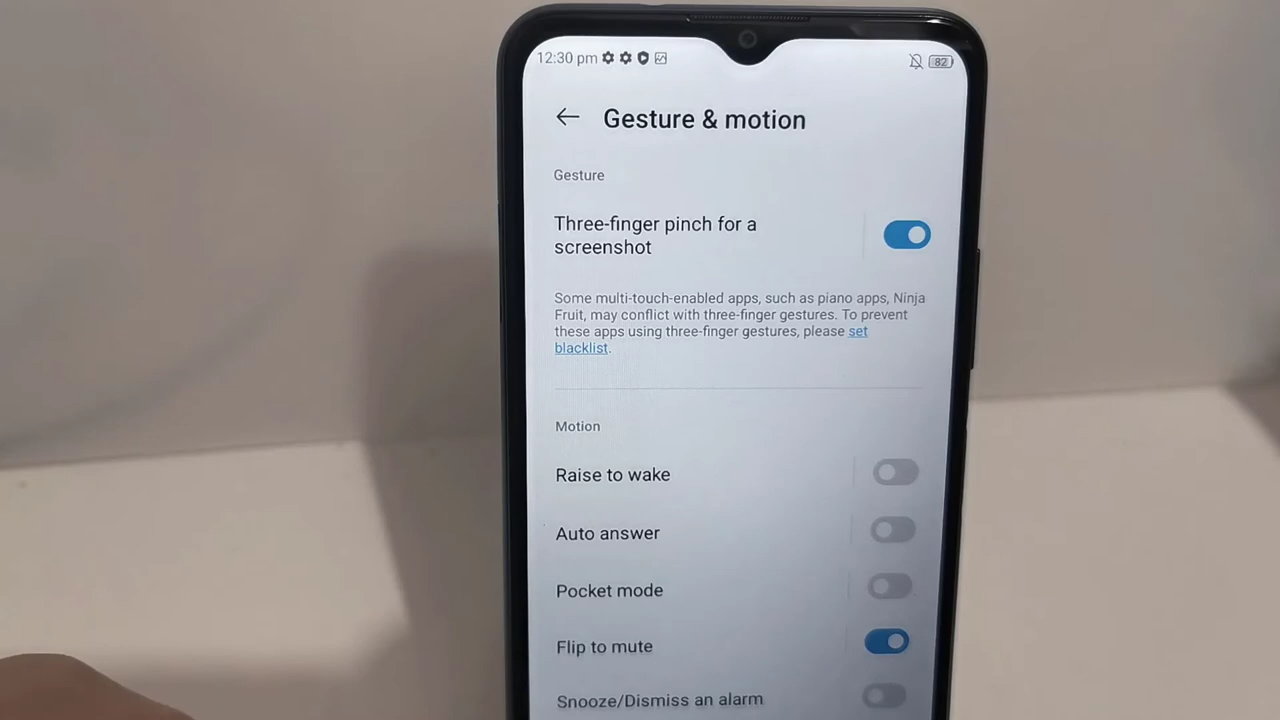 12:30 pm
82
Gesture & motion
Gesture
Three-finger pinch for a
screenshot
Some multi-touch-enabled apps, such as piano apps, Ninja
Fruit, may conflict with three-finger gestures. To prevent
these apps using three-finger gestures, please set
blacklist.
Motion
Raise to wake
Auto answer
Pocket mode
Flip to mute
Snooze/Dismiss an alarm